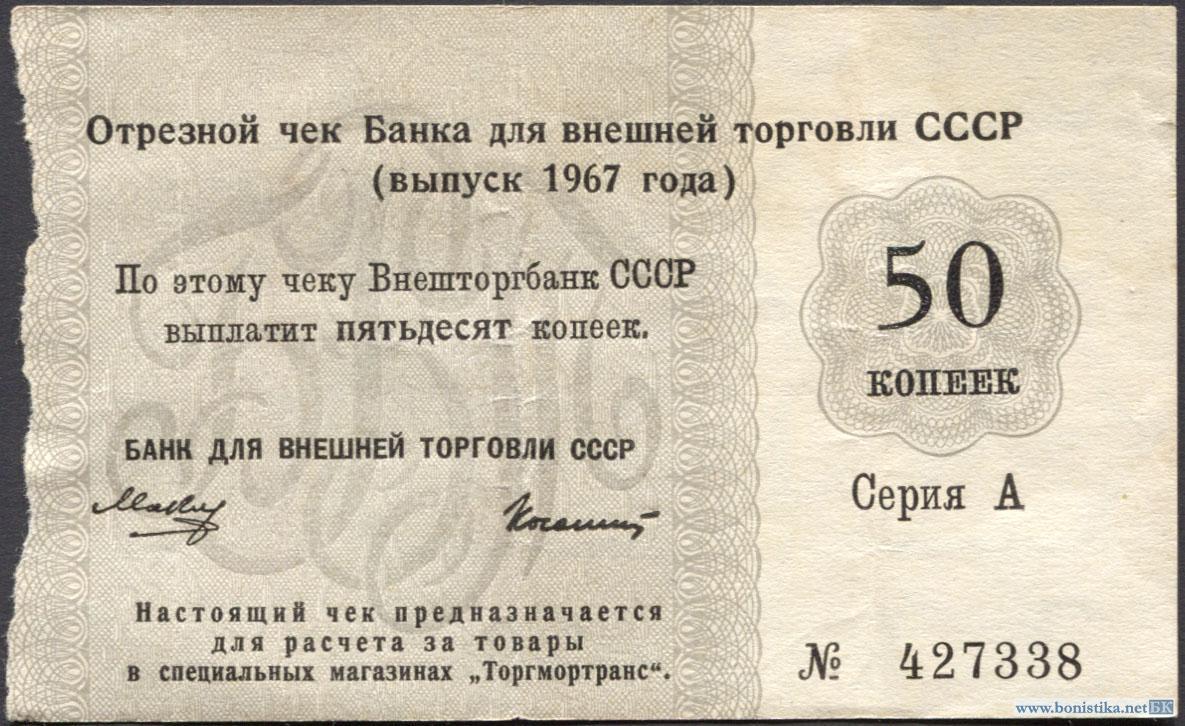 Отрезной чек Банка для внешней торговли СССР
(выпуск 1967 года)
По этому чеку Внешторгбанк СССР
выплатит пятьдесят копеек.
50
КОПЕЕК
БАНК ДЛЯ ВНЕШНЕЙ ТОРГОВЛИ СССР
Серия А
Настоящий чек предназначается
для расчета за товары
в специальных магазинах „Торгмортранс“.
№ 427338
www.bonistika.net БК